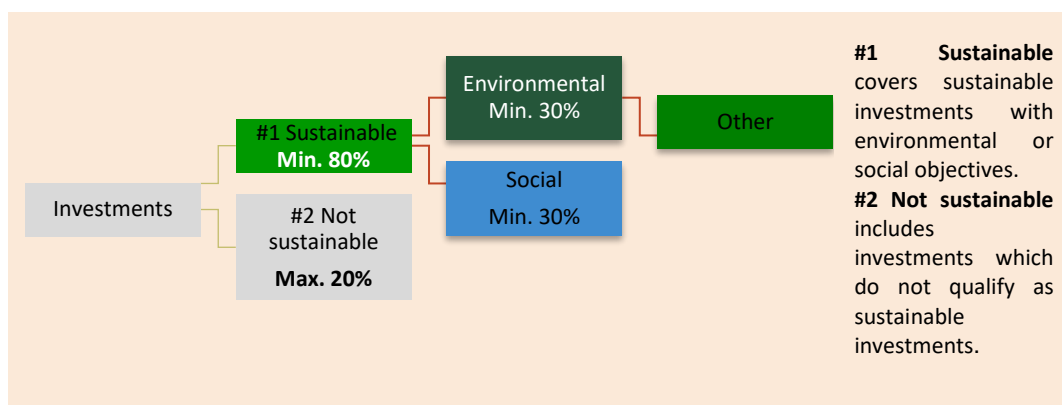 Investments
#1 Sustainable
Min. 80%
#2 Not
sustainable
Max. 20%
Environmental
Min. 30%
Social
Min. 30%
Other
#1 Sustainable
covers sustainable
investments with
environmental or
social objectives.
#2 Not sustainable
includes
investments which
do not qualify as
sustainable
investments.